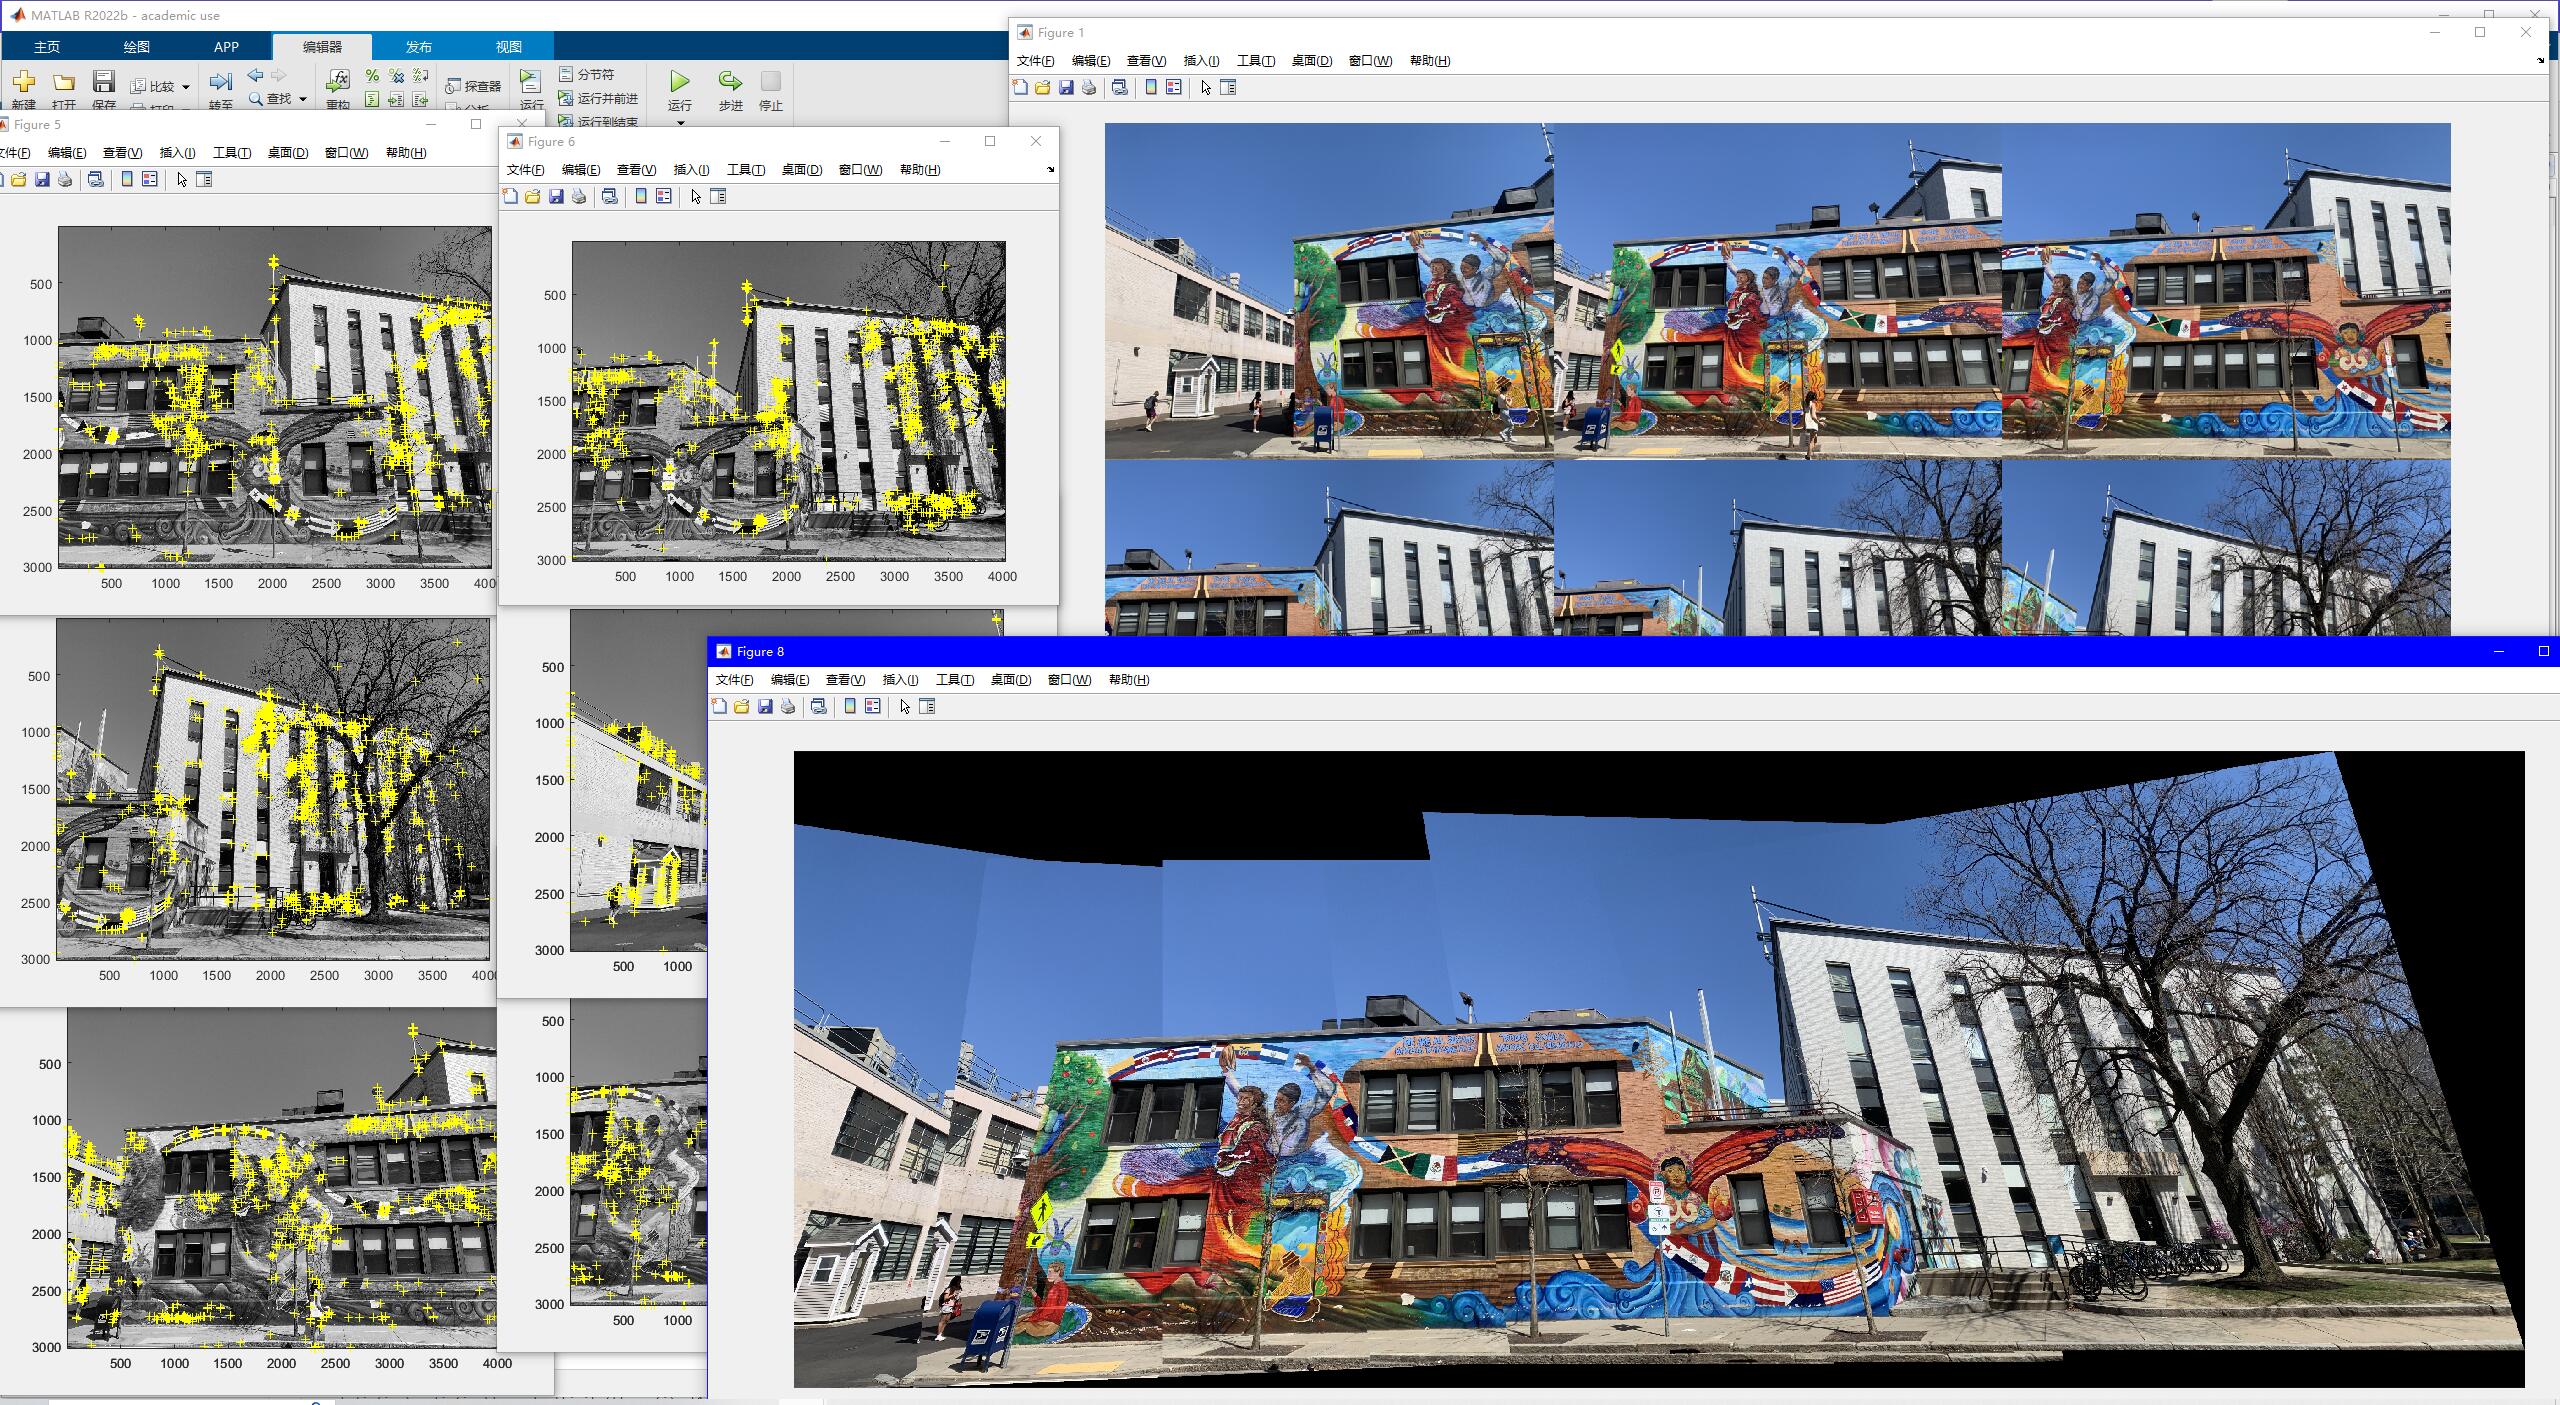 MATLAB R2022b - academic use
主页 绘图 APP 编辑器 发布 视图
新建 打开 保存 比较 转至 查找 重构 探查器 运行 分节符 运行并前进 运行到结束 运行 步进 停止
Figure 1
文件(F) 编辑(E) 查看(V) 插入(I) 工具(T) 桌面(D) 窗口(W) 帮助(H)
Figure 5
文件(F) 编辑(E) 查看(V) 插入(I) 工具(T) 桌面(D) 窗口(W) 帮助(H)
500
1000
1500
2000
2500
3000
500 1000 1500 2000 2500 3000 3500 400
Figure 6
文件(F) 编辑(E) 查看(V) 插入(I) 工具(T) 桌面(D) 窗口(W) 帮助(H)
500
1000
1500
2000
2500
3000
500 1000 1500 2000 2500 3000 3500 4000
500
1000
1500
2000
2500
3000
500 1000 1500 2000 2500 3000 3500 400
500
1000
1500
2000
2500
3000
500 1000
500
1000
1500
2000
2500
3000
500 1000 1500 2000 2500 3000 3500 4000
500
1000
1500
2000
2500
3000
500 1000
Figure 8
文件(F) 编辑(E) 查看(V) 插入(I) 工具(T) 桌面(D) 窗口(W) 帮助(H)